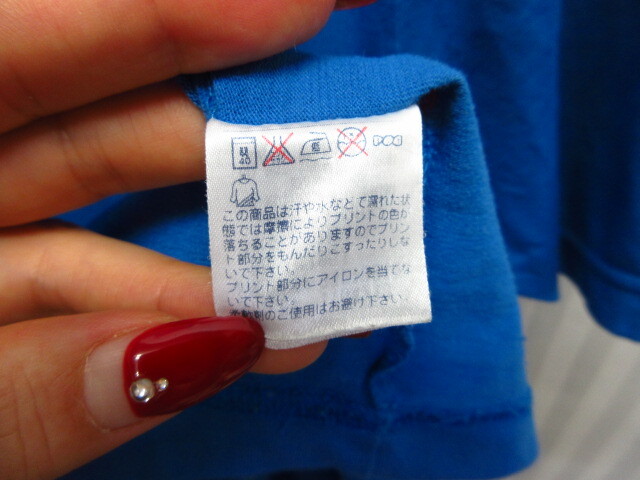 40
低
この商品は汗や水などで濡れた状
態では摩擦によりプリントの色が
落ちることがありますのでプリン
ト部分をもんだりこすったりしな
いで下さい。
プリント部分にアイロンを当てな
いで下さい。
柔軟剤のご使用はお避け下さい。